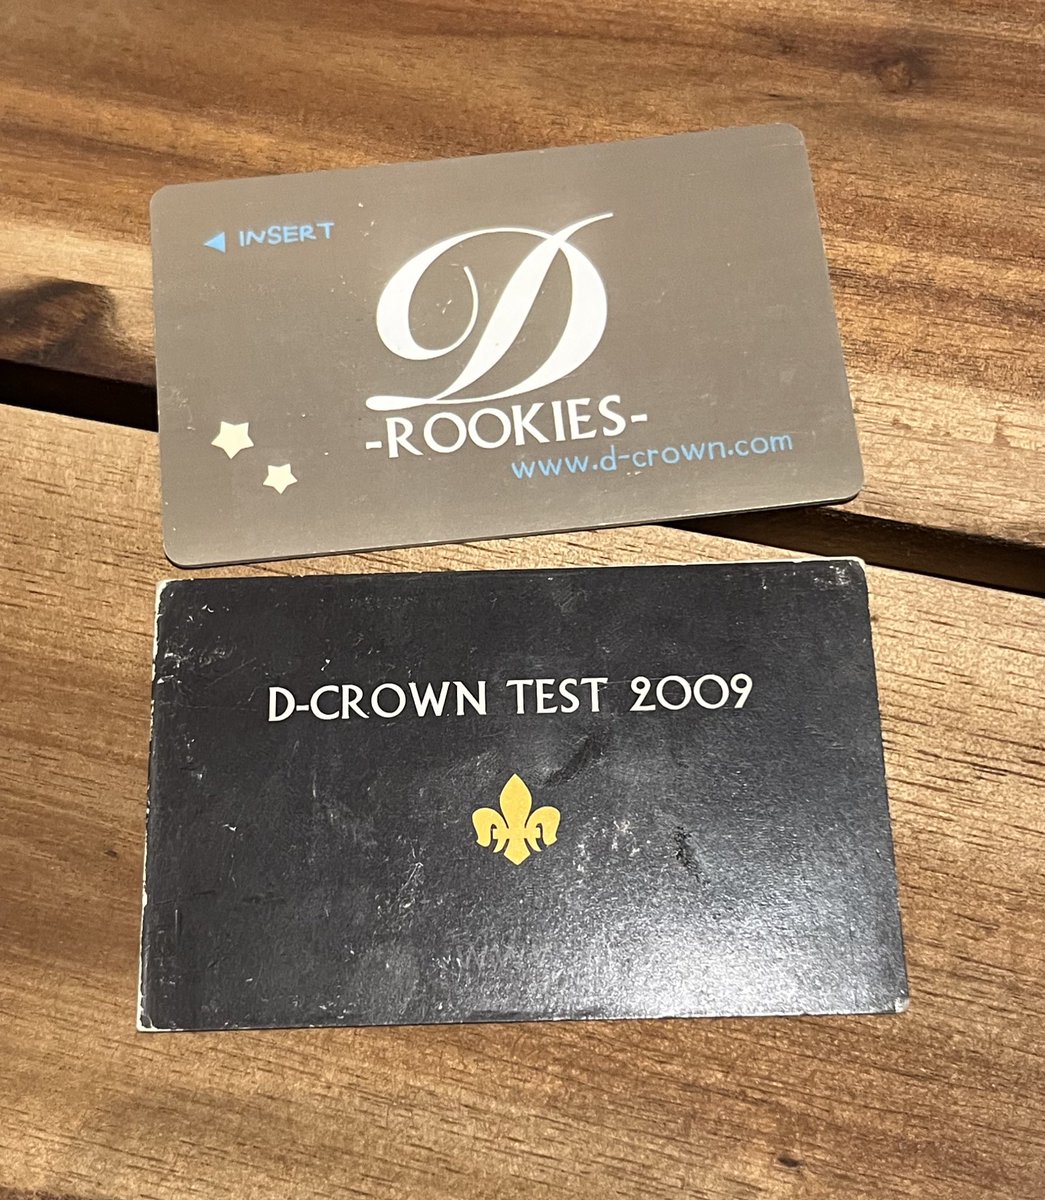 ◀ INSERT
D
-ROOKIES-
www.d-crown.com
D-CROWN TEST 2009